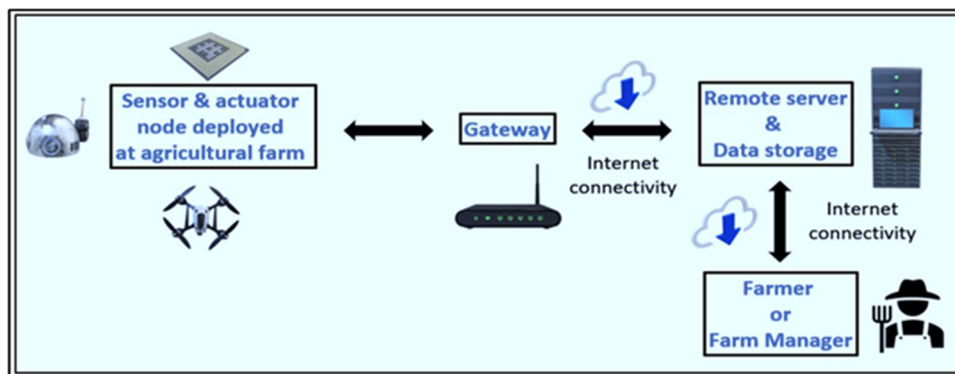 Sensor & actuator
node deployed
at agricultural farm
Gateway
Internet
connectivity
Remote server
&
Data storage
Internet
connectivity
Farmer
or
Farm Manager